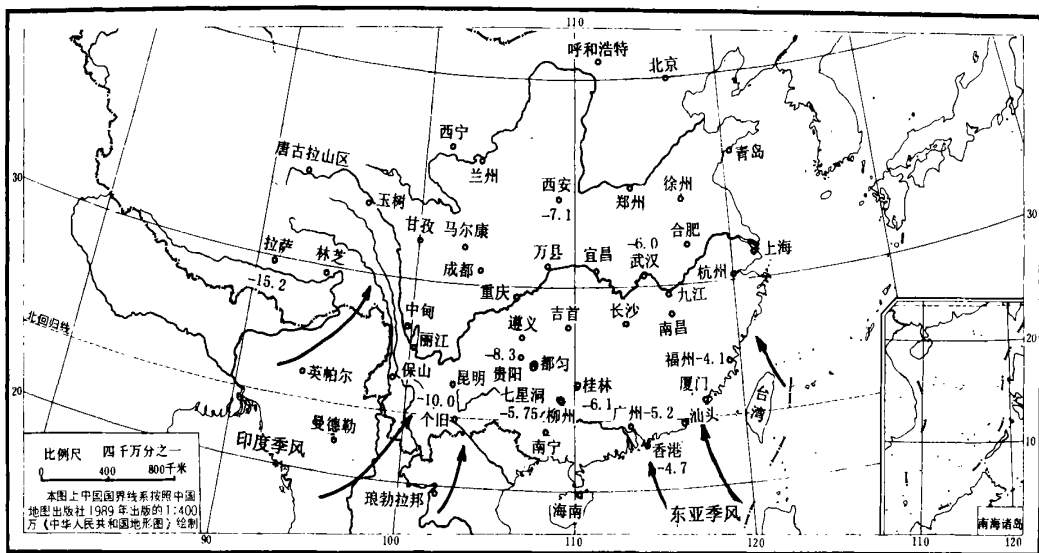 110
呼和浩特
北京
西宁
兰州
青岛
唐古拉山区
玉树
西安
-7.1
郑州
徐州
30
甘孜
马尔康
合肥
上海
30
拉萨
林芝
-15.2
成都
万县
宜昌
-6.0
武汉
杭州
重庆
九江
中甸
遵义
吉首
长沙
南昌
北回归线
丽江
-8.3
都匀
贵阳
福州-4.1
20
英帕尔
保山
昆明
七星洞
桂林
厦门
台湾
20
-10.0
-5.75
柳州
-6.1
广州-5.2
汕头
曼德勒
个旧
南宁
香港
-4.7
10
印度季风
比例尺 四千万分之一
0 400 800千米
本图上中国国界线系按照中国
地图出版社1989年出版的1:400
万《中华人民共和国地形图》绘制
琅勃拉邦
海南
东亚季风
南海诸岛
90
100
110
120
120